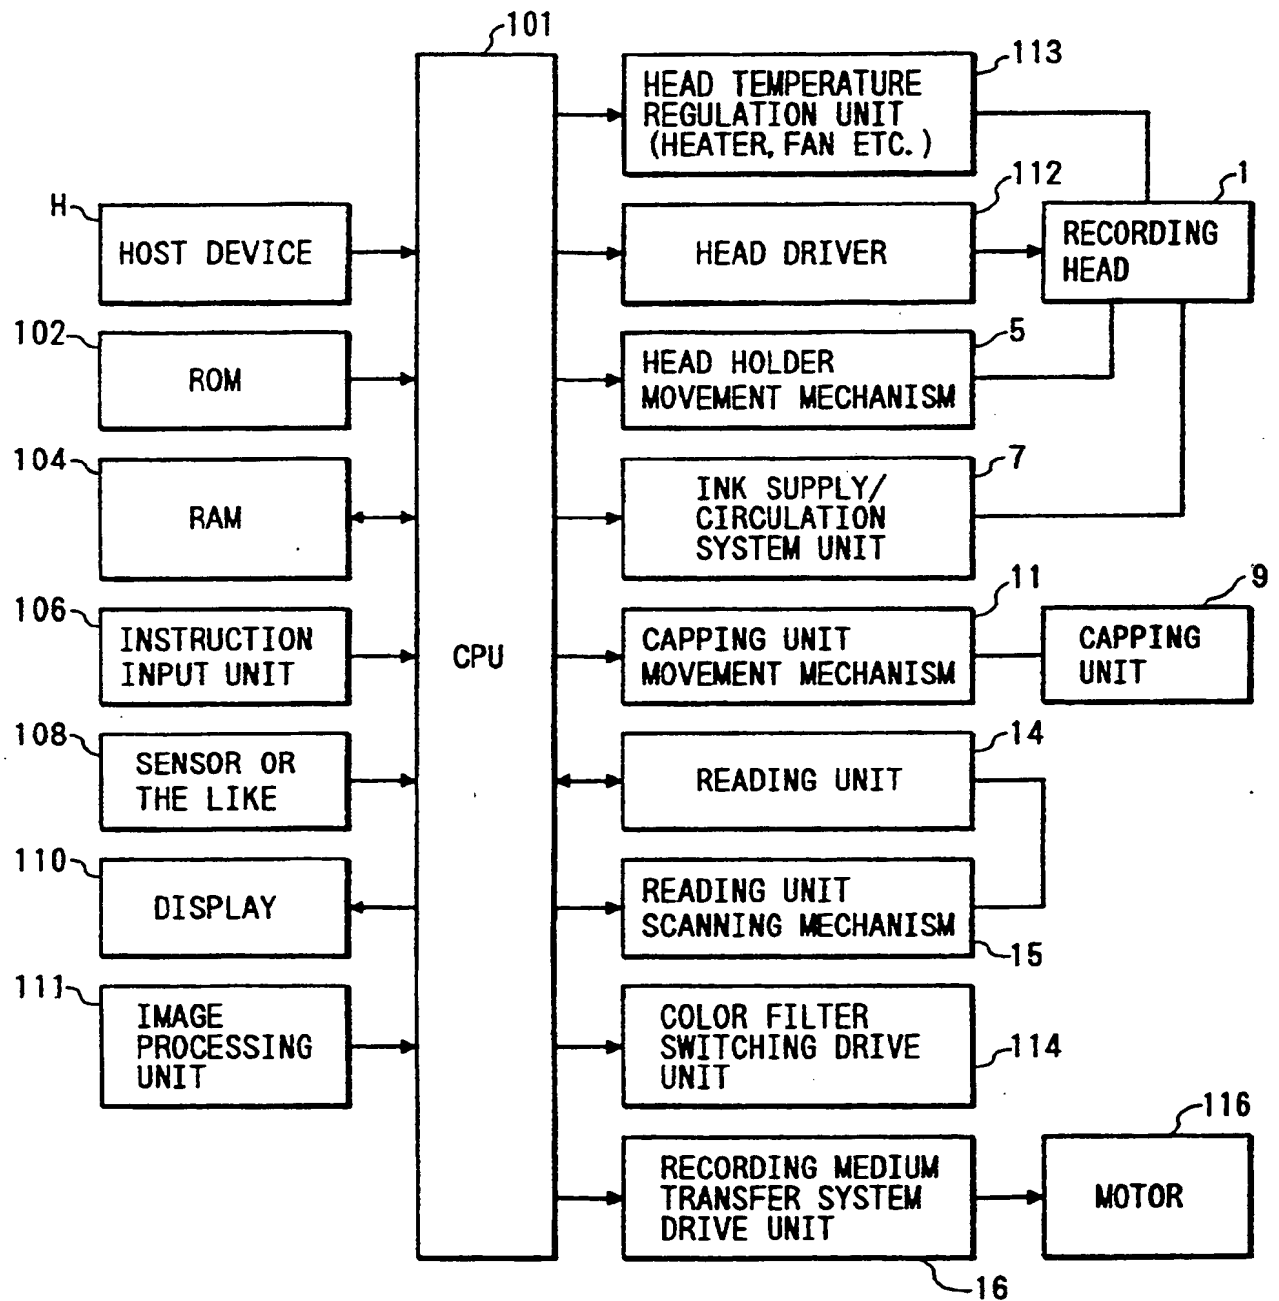 101
113
HEAD TEMPERATURE
REGULATION UNIT
(HEATER, FAN ETC.)
H
HOST DEVICE
112
HEAD DRIVER
1
RECORDING
HEAD
102
ROM
5
HEAD HOLDER
MOVEMENT MECHANISM
104
RAM
7
INK SUPPLY/
CIRCULATION
SYSTEM UNIT
106
INSTRUCTION
INPUT UNIT
CPU
11
CAPPING UNIT
MOVEMENT MECHANISM
9
CAPPING
UNIT
108
SENSOR OR
THE LIKE
14
READING UNIT
110
DISPLAY
READING UNIT
SCANNING MECHANISM
15
111
IMAGE
PROCESSING
UNIT
COLOR FILTER
SWITCHING DRIVE
UNIT
114
RECORDING MEDIUM
TRANSFER SYSTEM
DRIVE UNIT
16
116
MOTOR